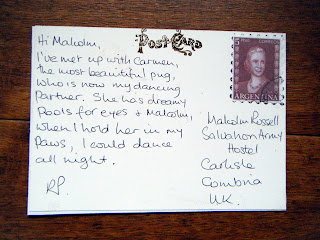 POST CARD
Hi Malcolm,
I've met up with Carmen,
the most beautiful pug,
who is now my dancing
partner. She has dreamy
Pools for eyes & Malcolm,
when I hold her in my
Paws, I could dance
all night.
RP.
ARGENTINA
Malcolm Russell
Salvation Army
Hostel
Carlisle
Cumbria
U.K.